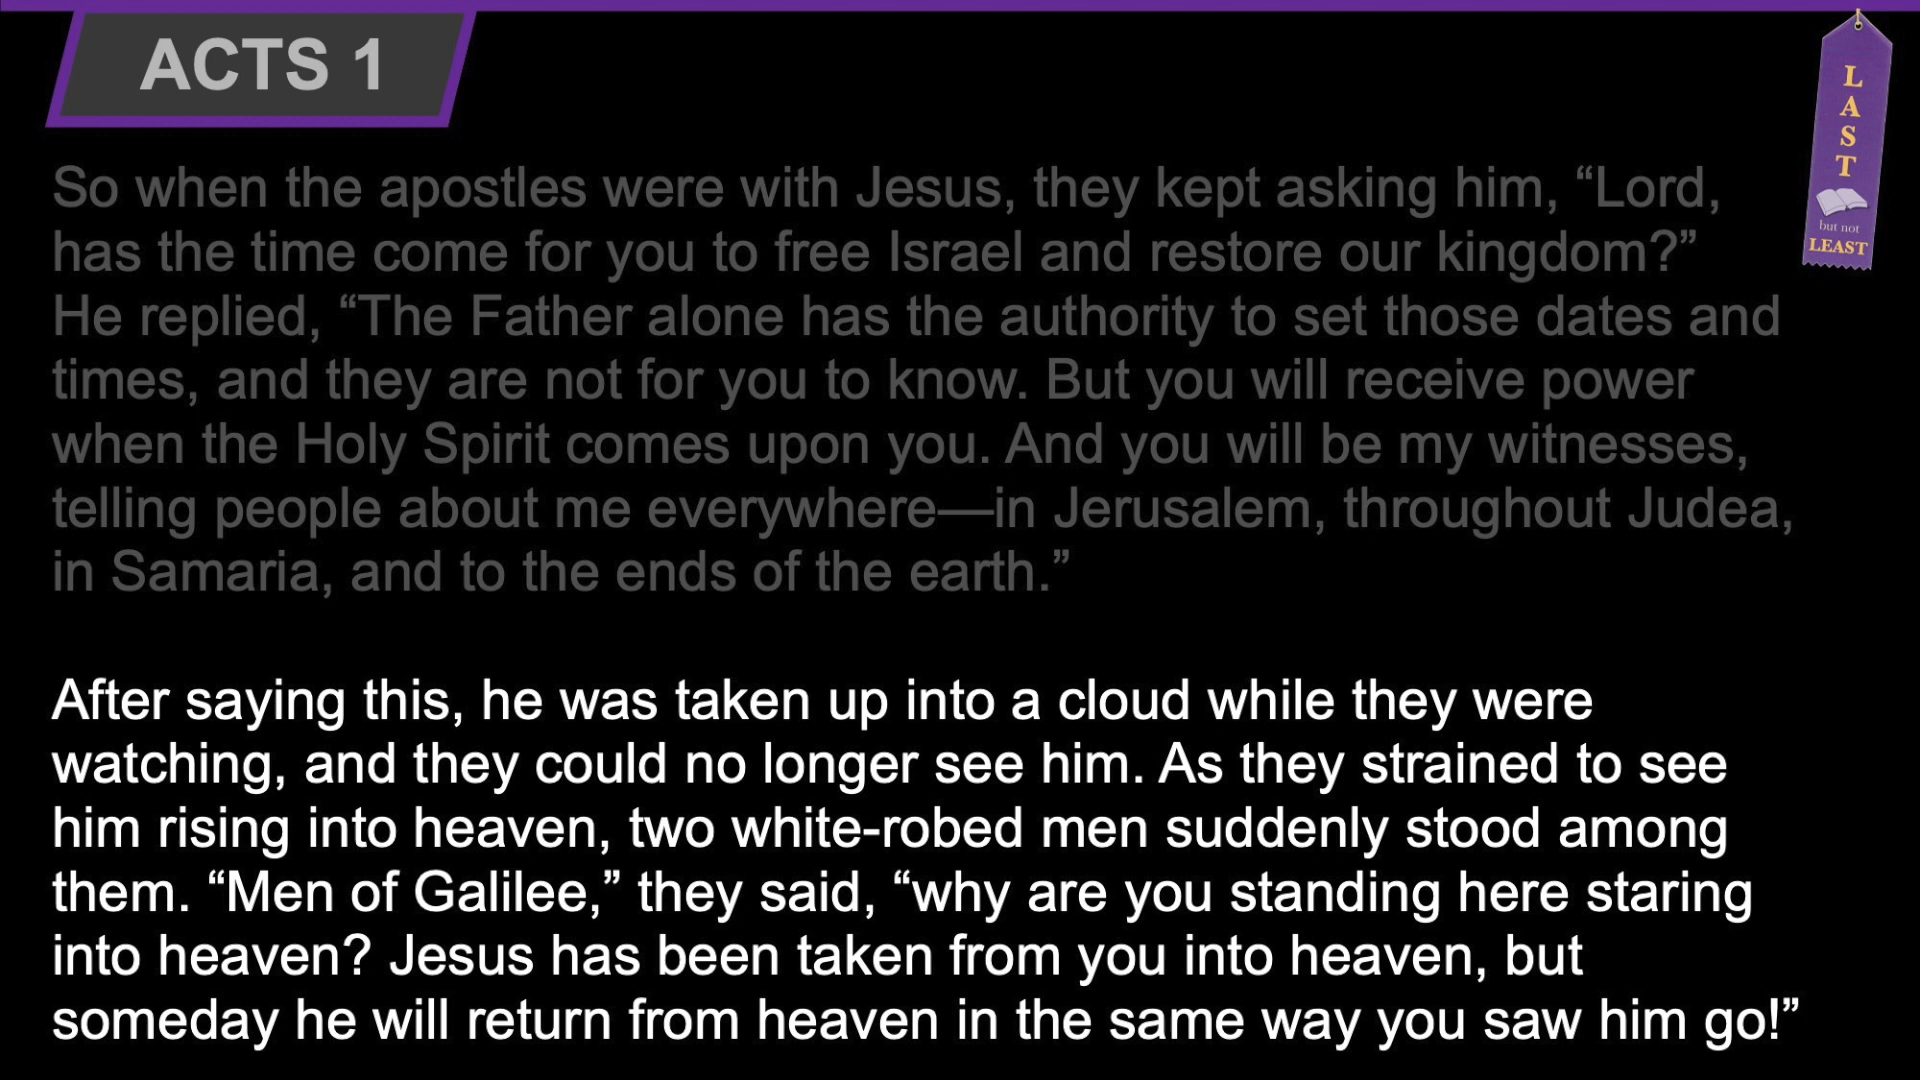 ACTS 1
So when the apostles were with Jesus, they kept asking him, “Lord,
has the time come for you to free Israel and restore our kingdom?”
He replied, “The Father alone has the authority to set those dates and
times, and they are not for you to know. But you will receive power
when the Holy Spirit comes upon you. And you will be my witnesses,
telling people about me everywhere—in Jerusalem, throughout Judea,
in Samaria, and to the ends of the earth.”
After saying this, he was taken up into a cloud while they were
watching, and they could no longer see him. As they strained to see
him rising into heaven, two white-robed men suddenly stood among
them. “Men of Galilee,” they said, “why are you standing here staring
into heaven? Jesus has been taken from you into heaven, but
someday he will return from heaven in the same way you saw him go!”
L
A
S
T
but not
LEAST